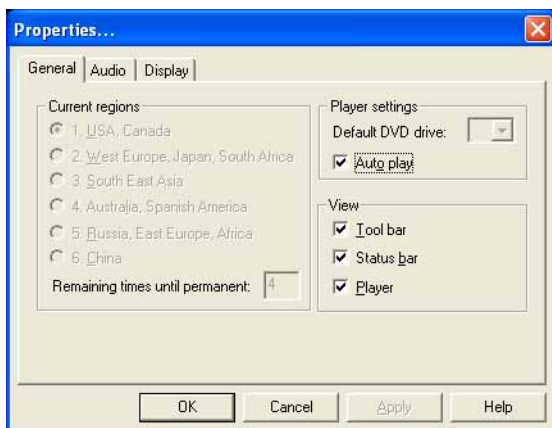 Properties...
General
Audio
Display
Current regions
1. USA, Canada
2. West Europe, Japan, South Africa
3. South East Asia
4. Australia, Spanish America
5. Russia, East Europe, Africa
6. China
Remaining times until permanent: 4
Player settings
Default DVD drive:
Auto play
View
Tool bar
Status bar
Player
OK
Cancel
Apply
Help